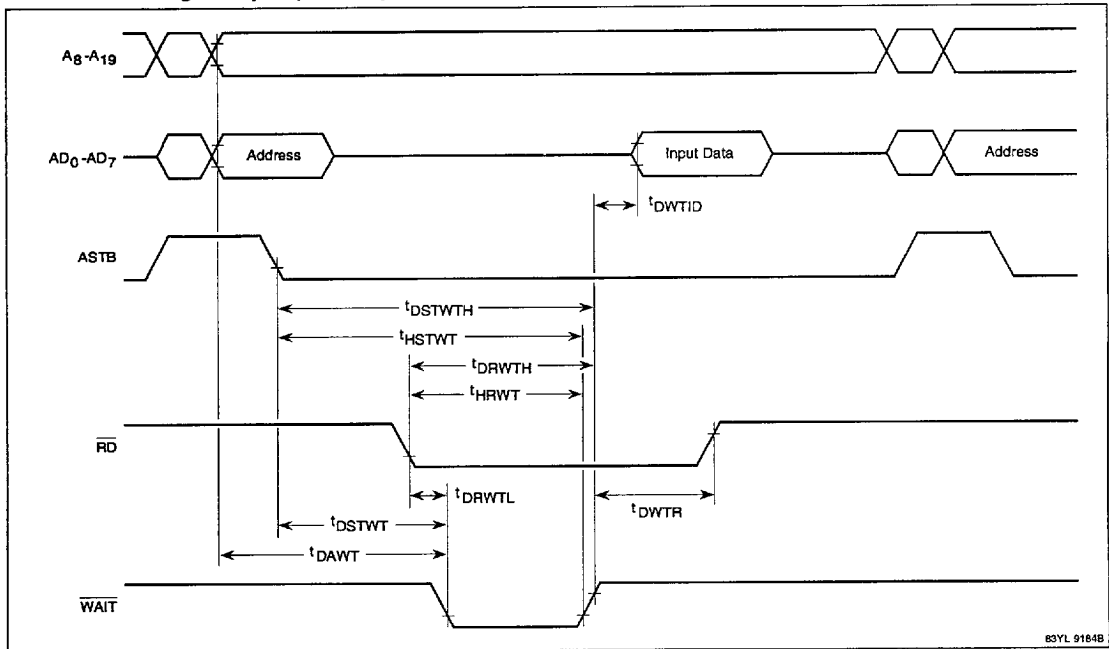 A8-A19
AD0-AD7
Address
Input Data
Address
tDWTID
ASTB
tDSTWTH
tHSTWT
tDRWTH
tHRWT
RD
tDRWTL
tDWTR
tDSTWT
tDAWT
WAIT
83YL 9184B